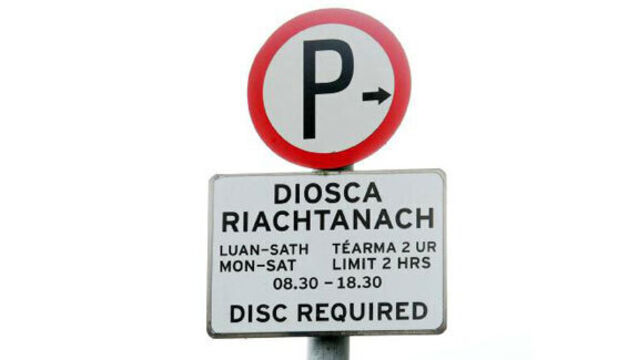 P →
DIOSCA
RIACHTANACH
LUAN-SATH TÉARMA 2 UR
MON-SAT LIMIT 2 HRS
08.30 - 18.30
DISC REQUIRED